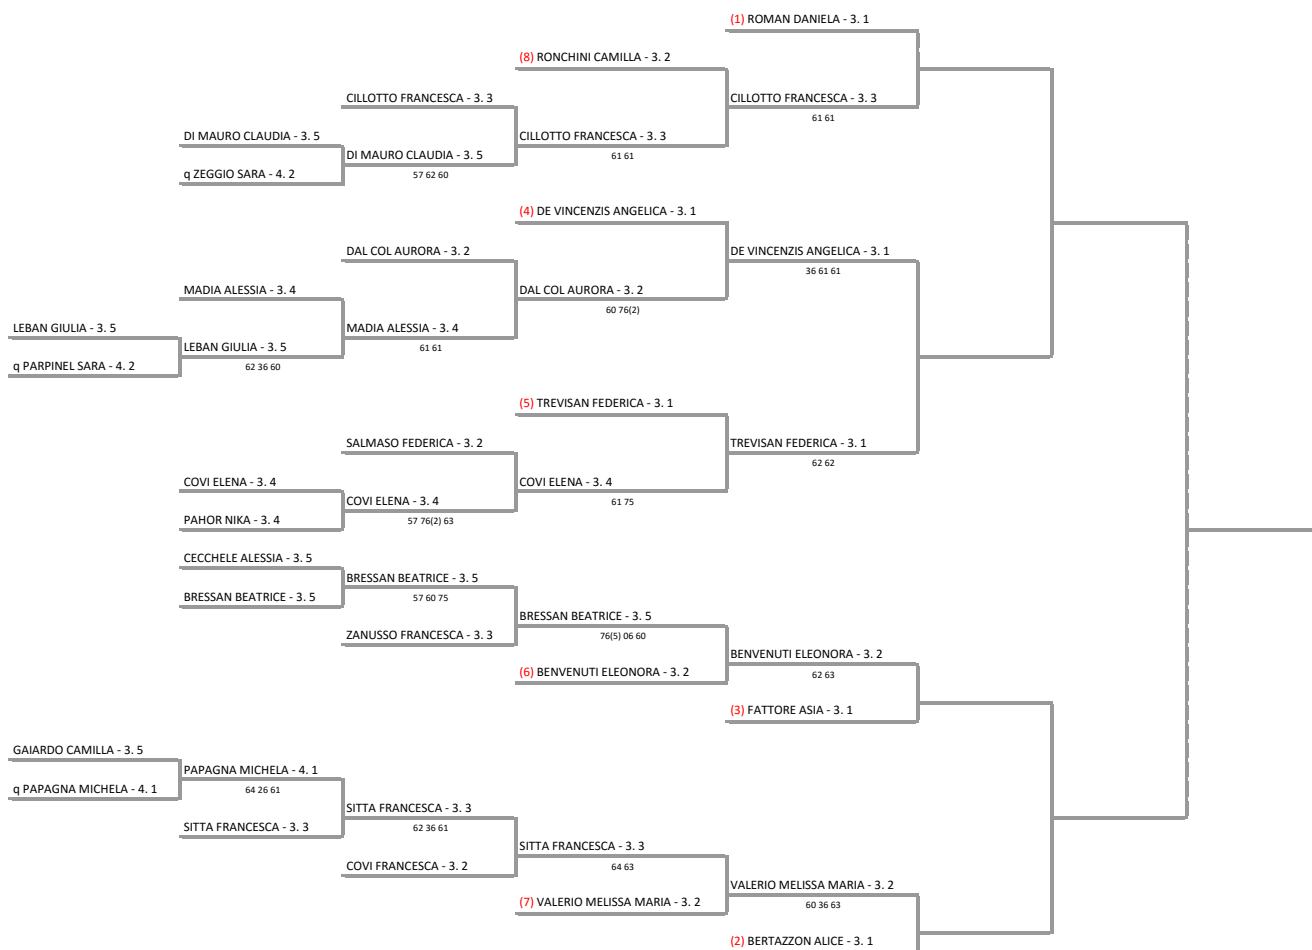 (1) ROMAN DANIELA - 3. 1
(8) RONCHINI CAMILLA - 3. 2
CILLOTTO FRANCESCA - 3. 3
CILLOTTO FRANCESCA - 3. 3
61 61
DI MAURO CLAUDIA - 3. 5
CILLOTTO FRANCESCA - 3. 3
61 61
DI MAURO CLAUDIA - 3. 5
57 62 60
q ZEGGIO SARA - 4. 2
(4) DE VINCENZIS ANGELICA - 3. 1
DAL COL AURORA - 3. 2
DE VINCENZIS ANGELICA - 3. 1
36 61 61
MADIA ALESSIA - 3. 4
DAL COL AURORA - 3. 2
60 76(2)
LEBAN GIULIA - 3. 5
MADIA ALESSIA - 3. 4
61 61
LEBAN GIULIA - 3. 5
62 36 60
q PARPINEL SARA - 4. 2
(5) TREVISAN FEDERICA - 3. 1
SALMASO FEDERICA - 3. 2
TREVISAN FEDERICA - 3. 1
62 62
COVI ELENA - 3. 4
COVI ELENA - 3. 4
61 75
COVI ELENA - 3. 4
57 76(2) 63
PAHOR NIKA - 3. 4
CECCHELE ALESSIA - 3. 5
BRESSAN BEATRICE - 3. 5
57 60 75
BRESSAN BEATRICE - 3. 5
BRESSAN BEATRICE - 3. 5
76(5) 06 60
ZANUSSO FRANCESCA - 3. 3
BENVENUTI ELEONORA - 3. 2
62 63
(6) BENVENUTI ELEONORA - 3. 2
(3) FATTORE ASIA - 3. 1
GAIARDO CAMILLA - 3. 5
PAPAGNA MICHELA - 4. 1
64 26 61
q PAPAGNA MICHELA - 4. 1
SITTA FRANCESCA - 3. 3
62 36 61
SITTA FRANCESCA - 3. 3
SITTA FRANCESCA - 3. 3
64 63
COVI FRANCESCA - 3. 2
VALERIO MELISSA MARIA - 3. 2
60 36 63
(7) VALERIO MELISSA MARIA - 3. 2
(2) BERTAZZON ALICE - 3. 1